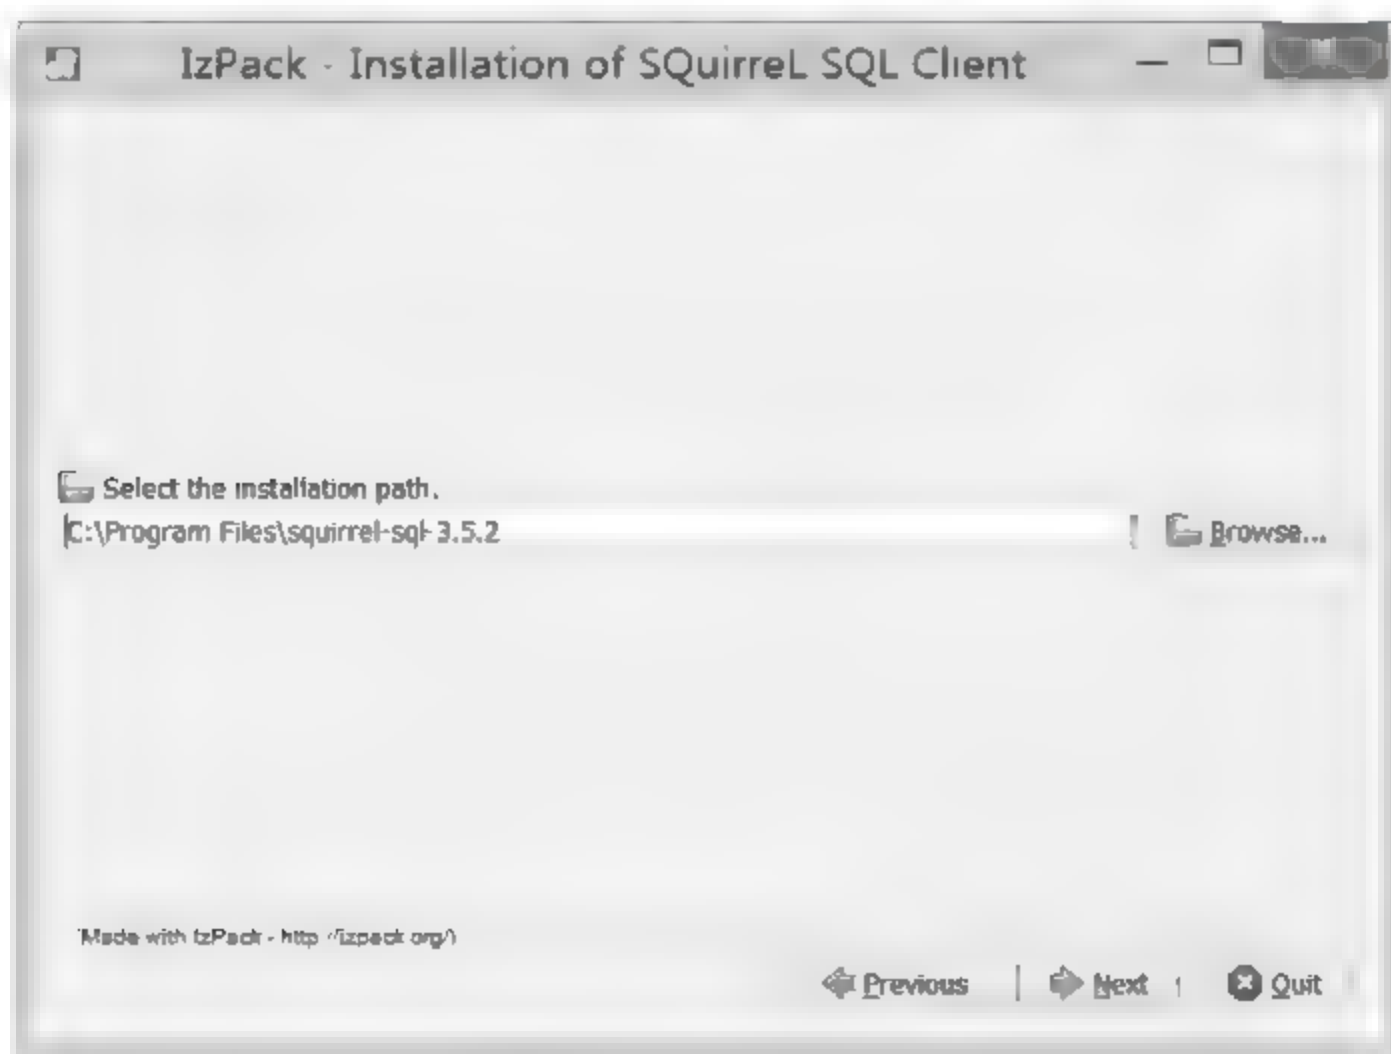 IzPack - Installation of SQuirreL SQL Client
Select the installation path.
C:\Program Files\squirrel-sql-3.5.2
Browse...
(Made with IzPack - http://izpack.org/)
Previous
Next
Quit